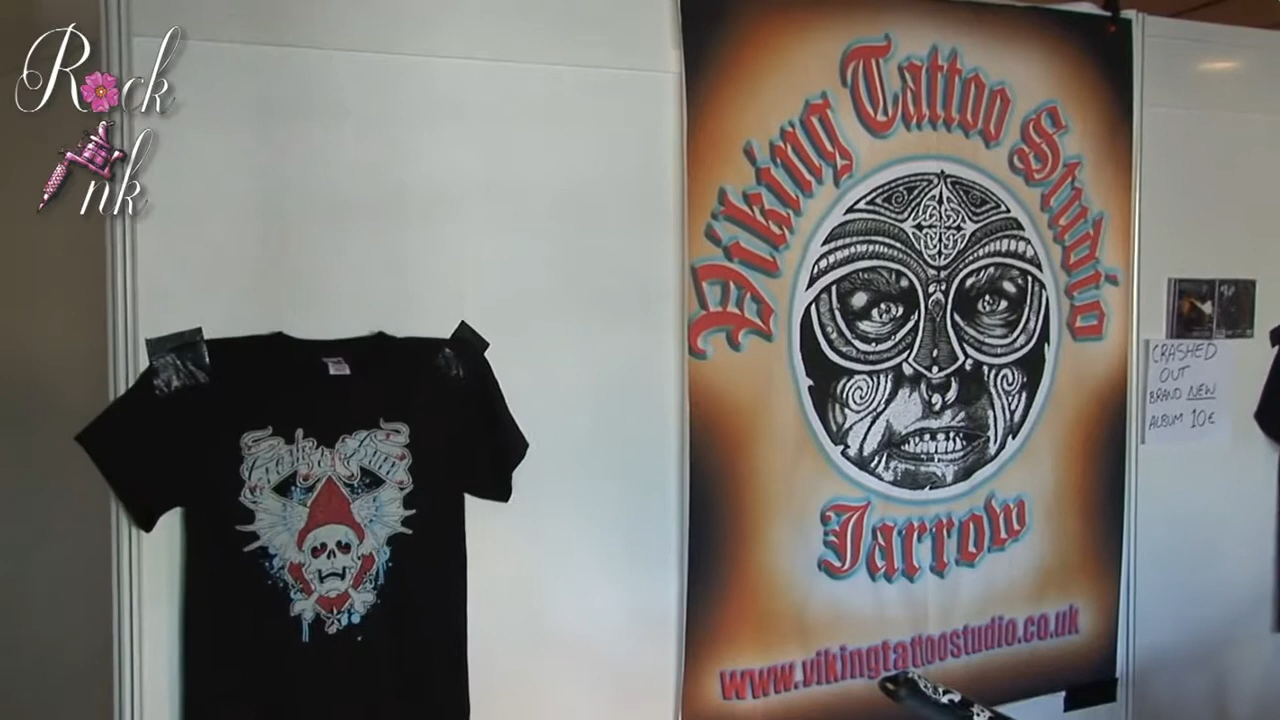 Rock
Ink
Viking Tattoo Studio
Jarrow
www.vikingtattoostudio.co.uk
CRASHED
OUT
BRAND NEW
ALBUM 10€